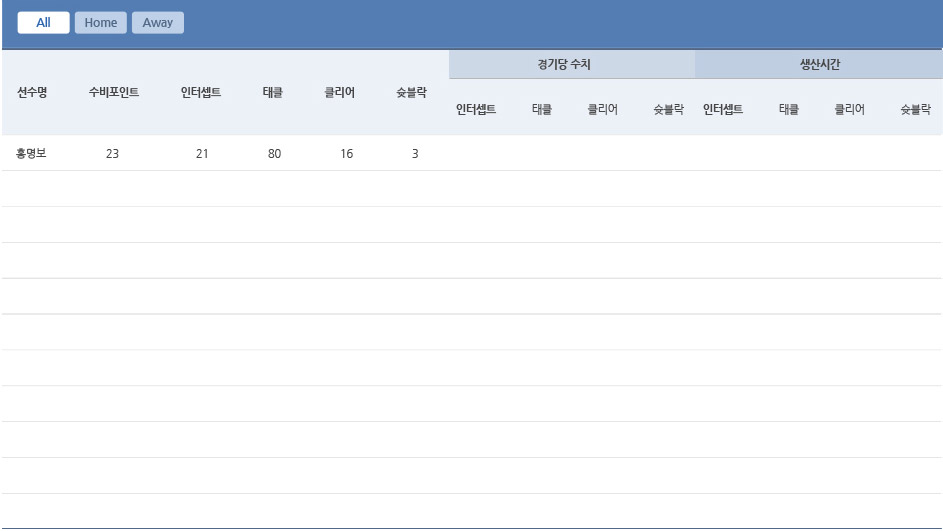 All Home Away
경기당 수치 생산시간
선수명 수비포인트 인터셉트 태클 클리어 슛블락
인터셉트 태클 클리어 슛블락 인터셉트 태클 클리어 슛블락
홍명보 23 21 80 16 3